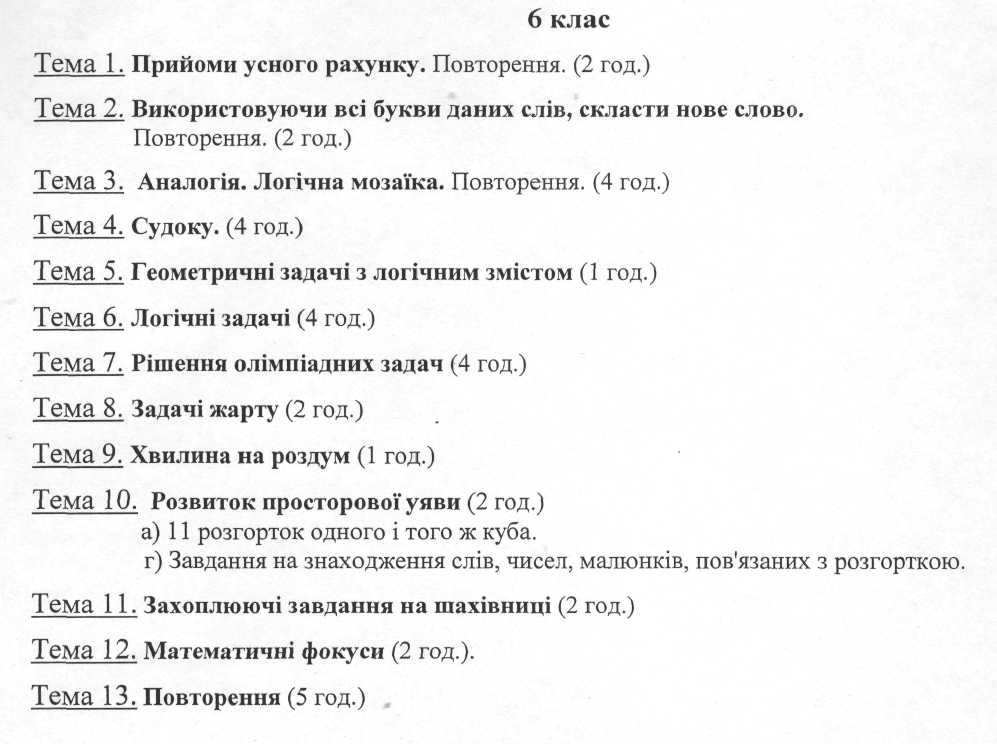 6 клас
Тема 1. Прийоми усного рахунку. Повторення. (2 год.)
Тема 2. Використовуючи всі букви даних слів, скласти нове слово.
Повторення. (2 год.)
Тема 3. Аналогія. Логічна мозаїка. Повторення. (4 год.)
Тема 4. Судоку. (4 год.)
Тема 5. Геометричні задачі з логічним змістом (1 год.)
Тема 6. Логічні задачі (4 год.)
Тема 7. Рішення олімпіадних задач (4 год.)
Тема 8. Задачі жарту (2 год.)
Тема 9. Хвилина на роздум (1 год.)
Тема 10. Розвиток просторової уяви (2 год.)
а) 11 розгорток одного і того ж куба.
г) Завдання на знаходження слів, чисел, малюнків, пов'язаних з розгорткою.
Тема 11. Захоплюючі завдання на шахівниці (2 год.)
Тема 12. Математичні фокуси (2 год.).
Тема 13. Повторення (5 год.)